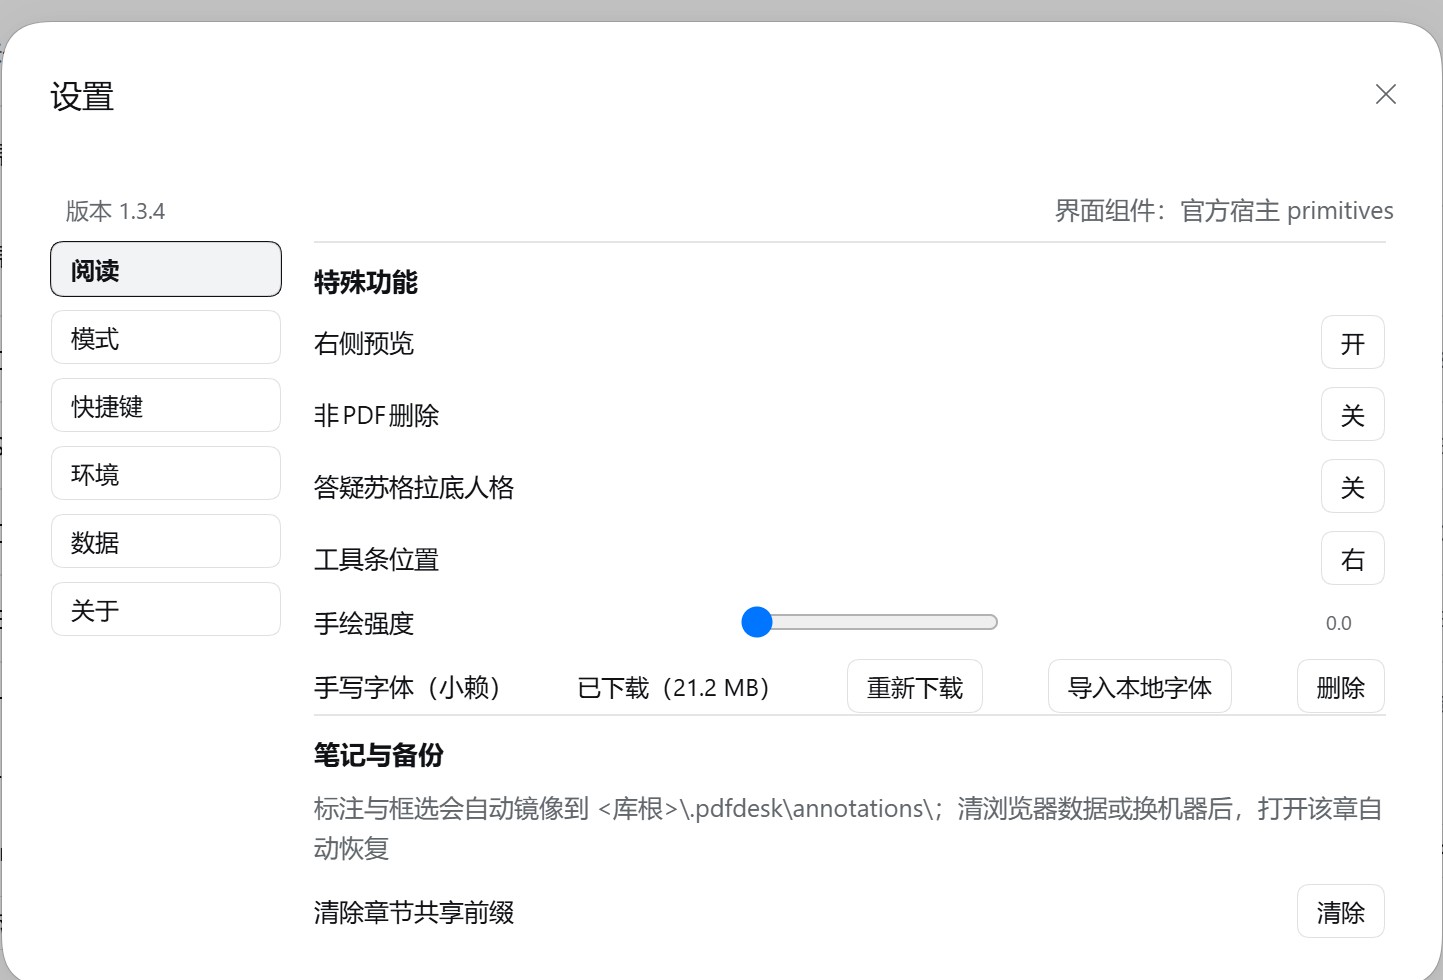 设置
版本 1.3.4
界面组件：官方宿主 primitives
阅读
模式
快捷键
环境
数据
关于
特殊功能
右侧预览
开
非PDF删除
关
答疑苏格拉底人格
关
工具条位置
右
手绘强度
0.0
手写字体（小赖）
已下载（21.2 MB）
重新下载
导入本地字体
删除
笔记与备份
标注与框选会自动镜像到 <库根>\.pdfdesk\annotations\；清浏览器数据或换机器后，打开该章自
动恢复
清除章节共享前缀
清除